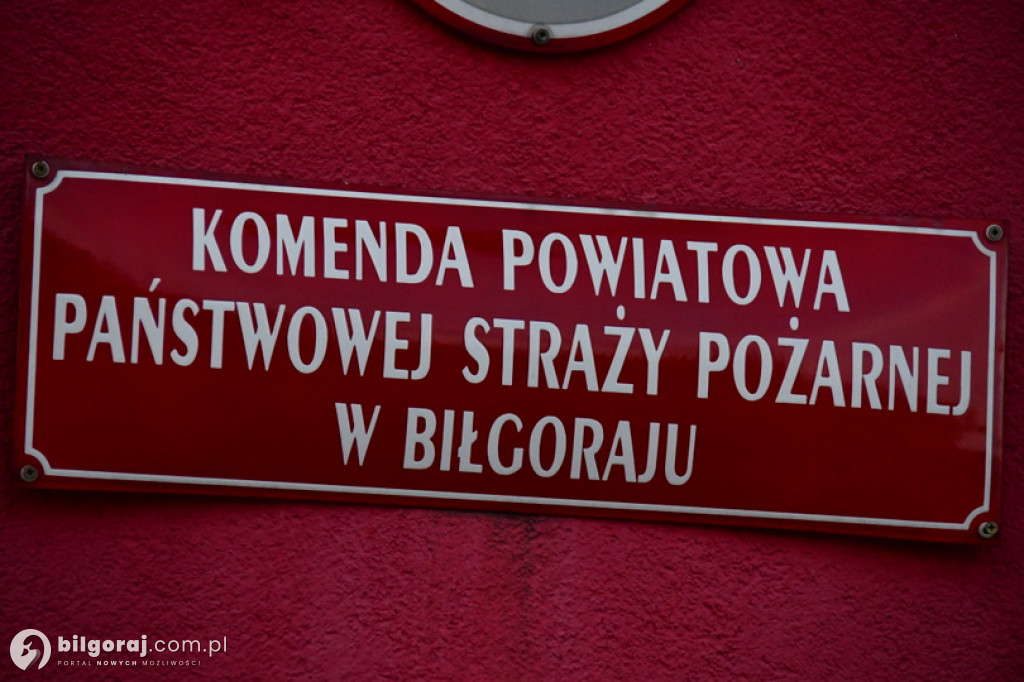 KOMENDA POWIATOWA
PAŃSTWOWEJ STRAŻY POŻARNEJ
W BIŁGORAJU
bilgoraj.com.pl
PORTAL NOWYCH MOŻLIWOŚCI